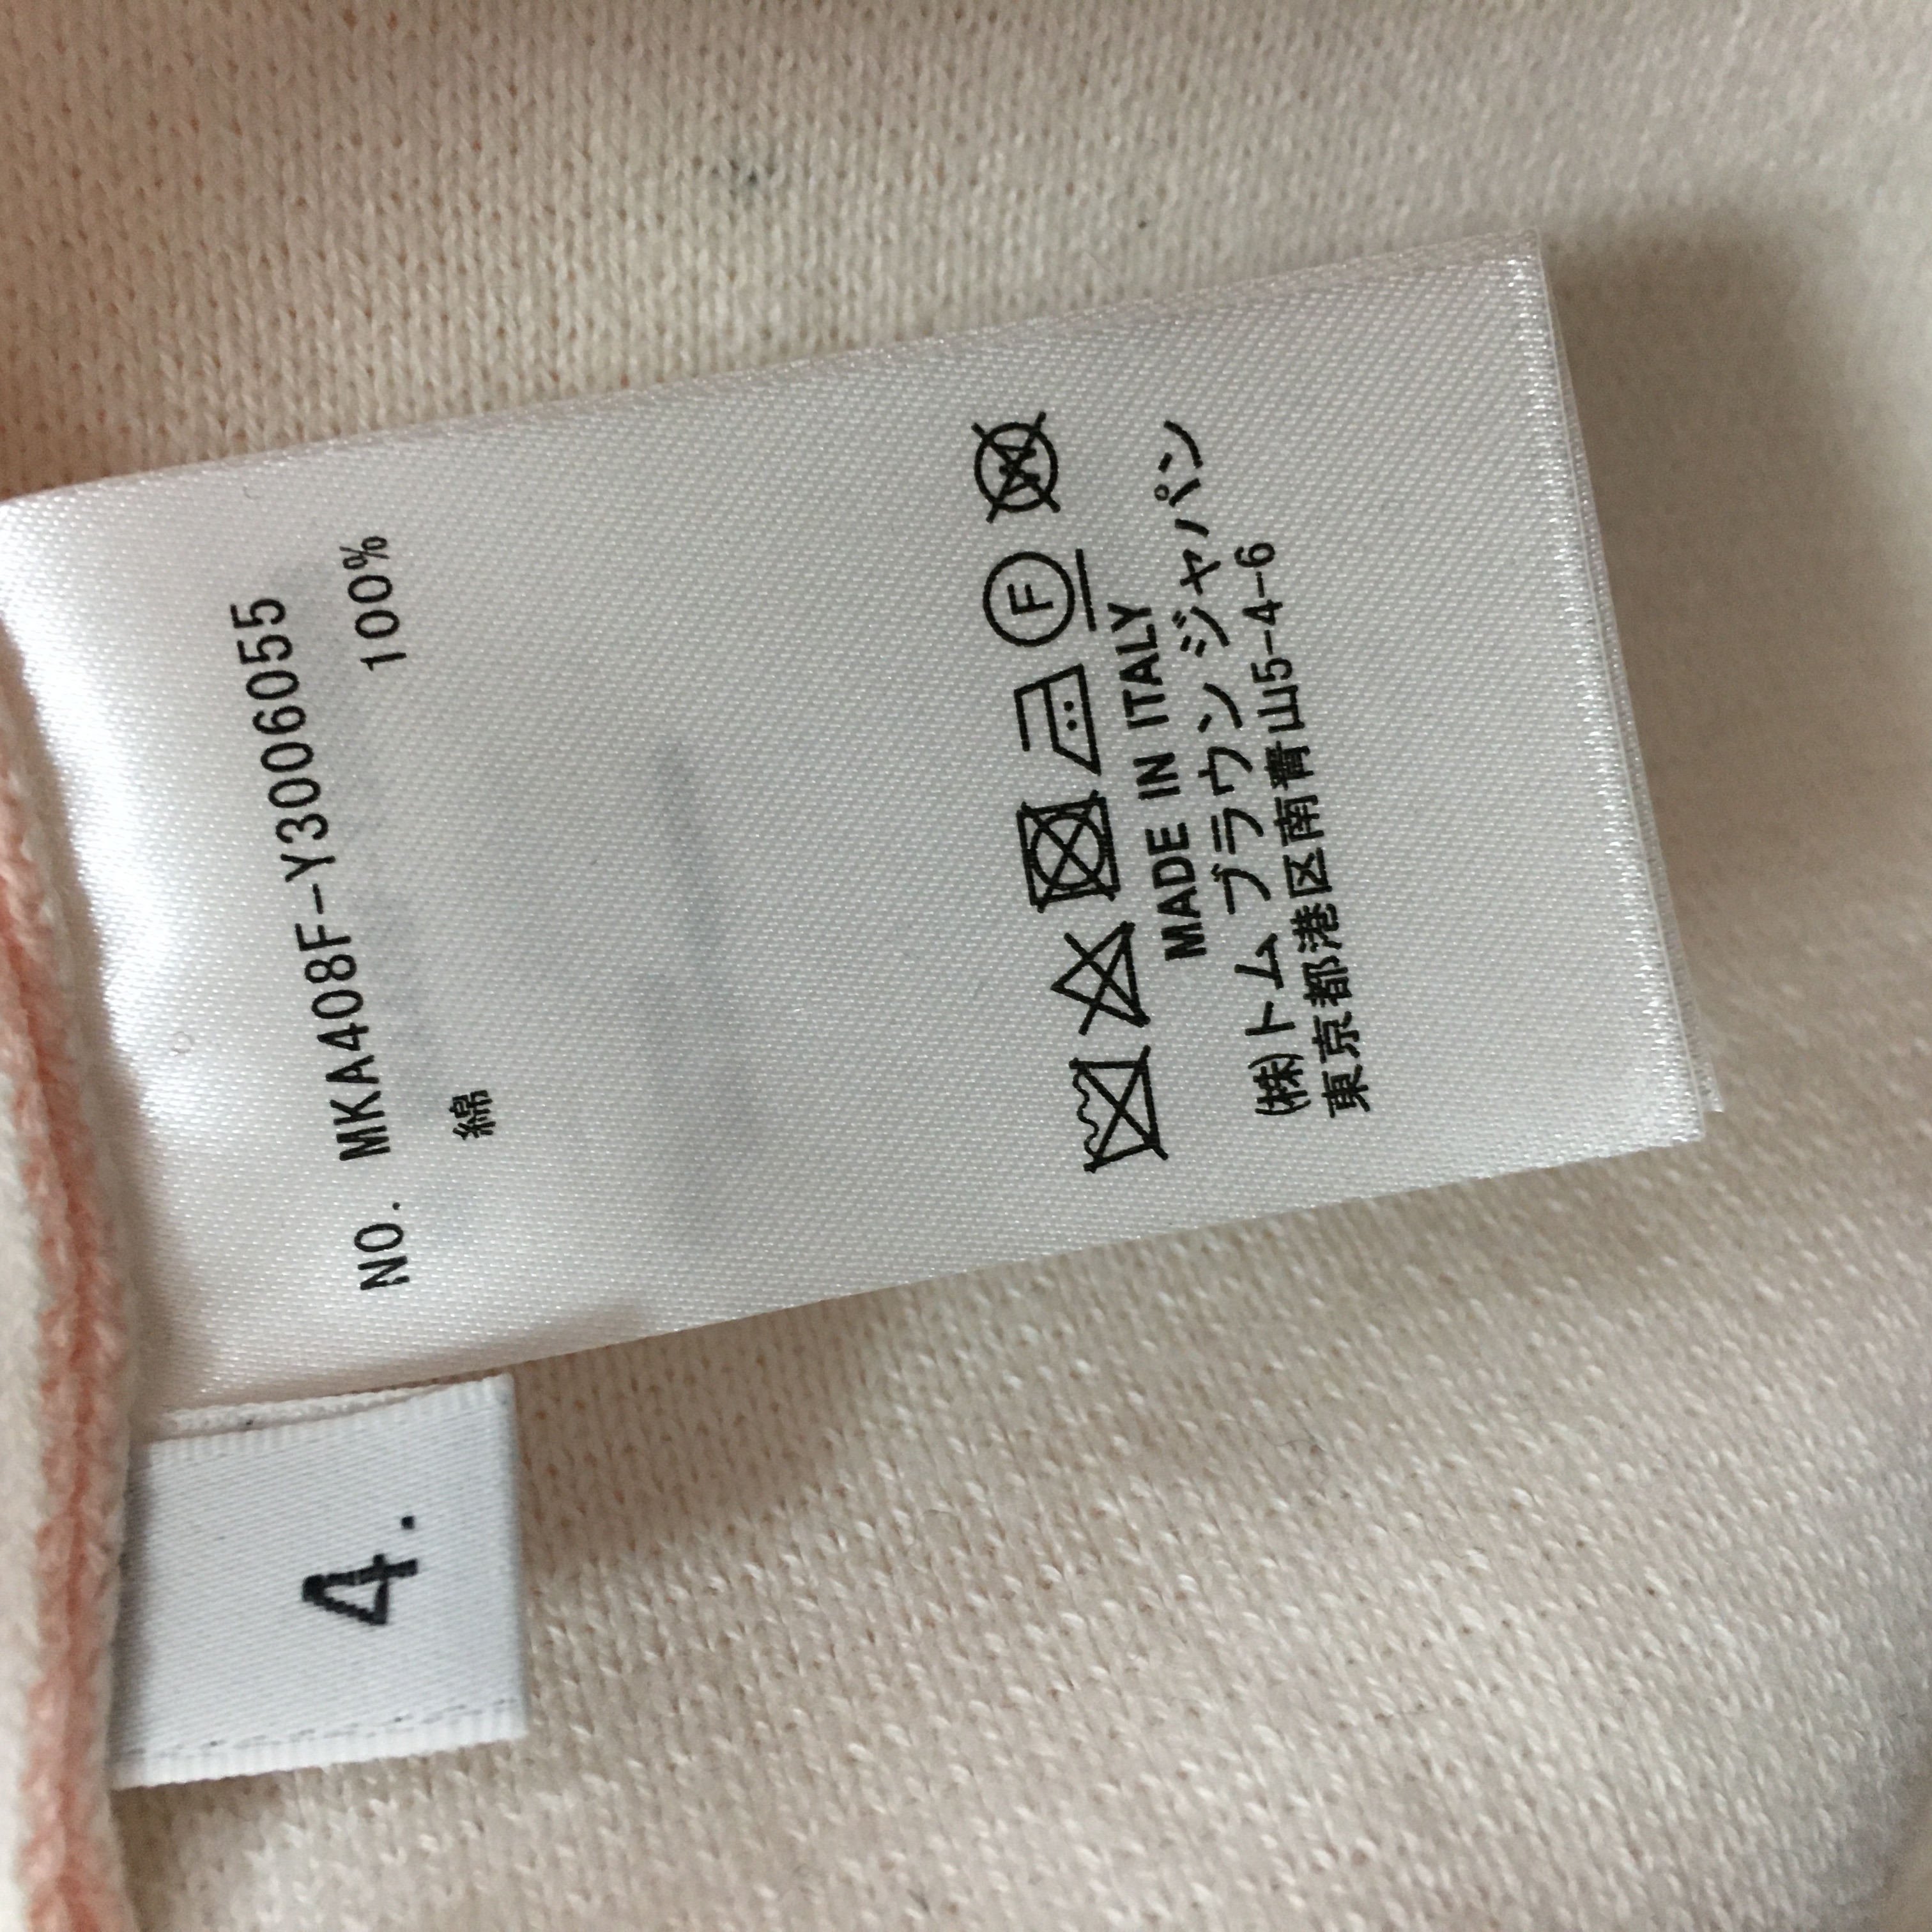 NO. MKA408F-Y3006055
綿 100%
F W
MADE IN ITALY
(株)トム ブラウン ジャパン
東京都港区南青山5-4-6
4.